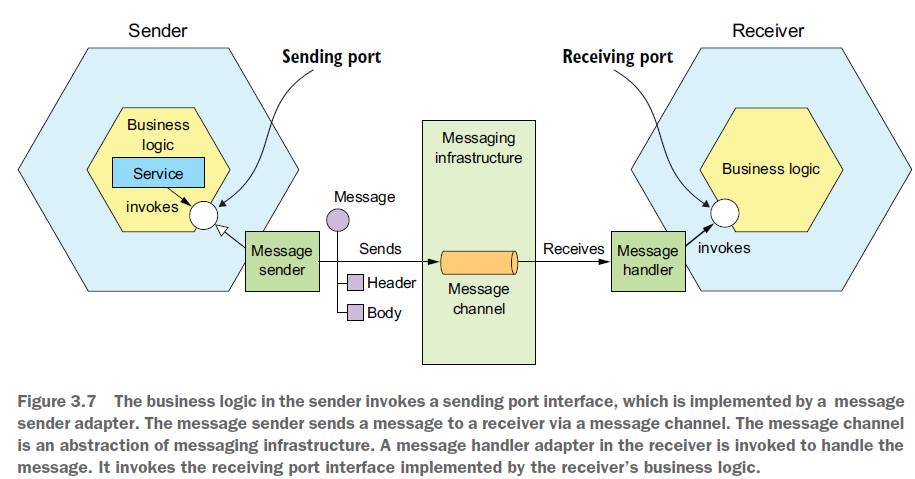 Sender
Receiver
Sending port
Receiving port
Business
logic
Service
invokes
Message
sender
Message
Sends
Header
Body
Messaging
infrastructure
Message
channel
Receives
Message
handler
Business logic
invokes
Figure 3.7 The business logic in the sender invokes a sending port interface, which is implemented by a message
sender adapter. The message sender sends a message to a receiver via a message channel. The message channel
is an abstraction of messaging infrastructure. A message handler adapter in the receiver is invoked to handle the
message. It invokes the receiving port interface implemented by the receiver's business logic.